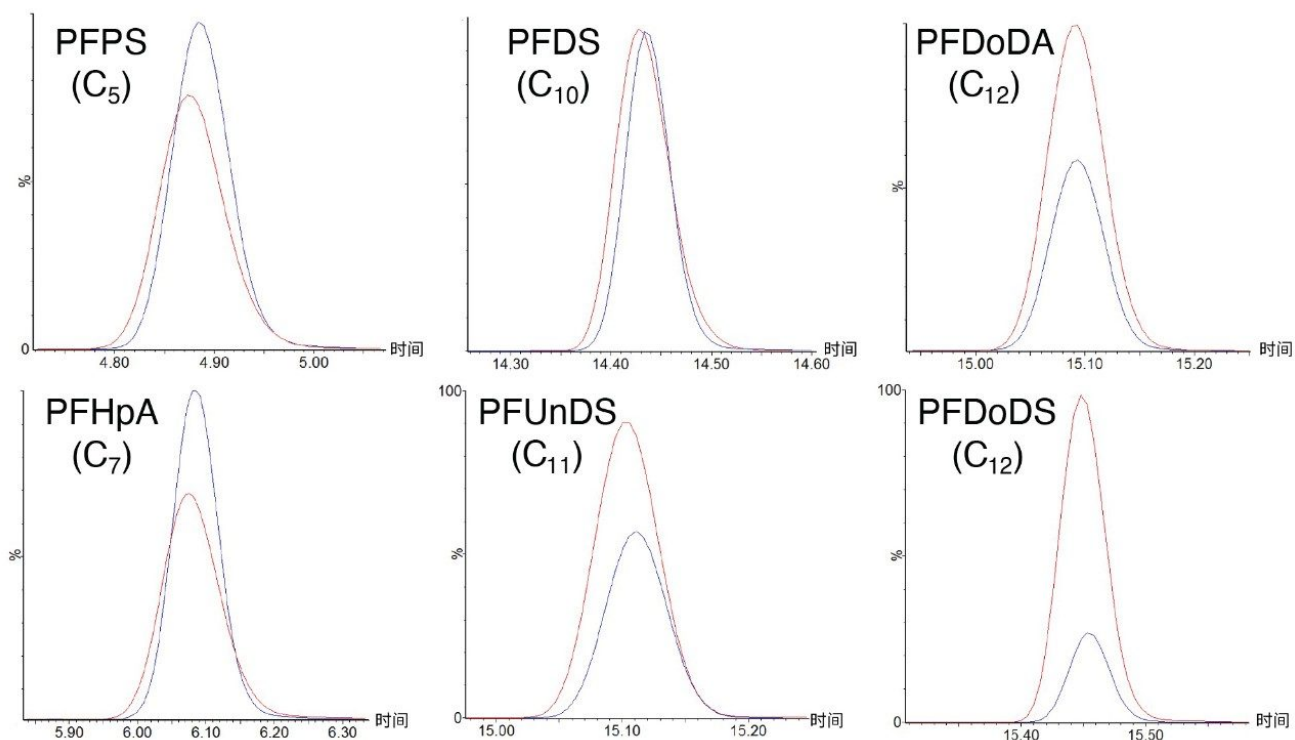 PFPS
(C₅)
%
0
4.80 4.90 5.00 时间
PFDS
(C₁₀)
14.30 14.40 14.50 14.60 时间
PFDoDA
(C₁₂)
%
15.00 15.10 15.20 时间
PFHpA
(C₇)
%
0
5.90 6.00 6.10 6.20 6.30 时间
100
PFUnDS
(C₁₁)
%
0
15.00 15.10 15.20 时间
100
PFDoDS
(C₁₂)
%
0
15.40 15.50 时间